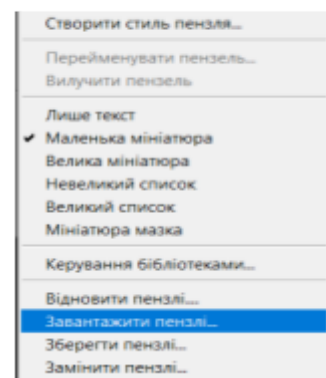 Створити стиль пензля...
Перейменувати пензель...
Вилучити пензель
Лише текст
Маленька мініатюра
Велика мініатюра
Невеликий список
Великий список
Мініатюра мазка
Керування бібліотеками...
Відновити пензлі...
Завантажити пензлі...
Зберегти пензлі...
Замінити пензлі...